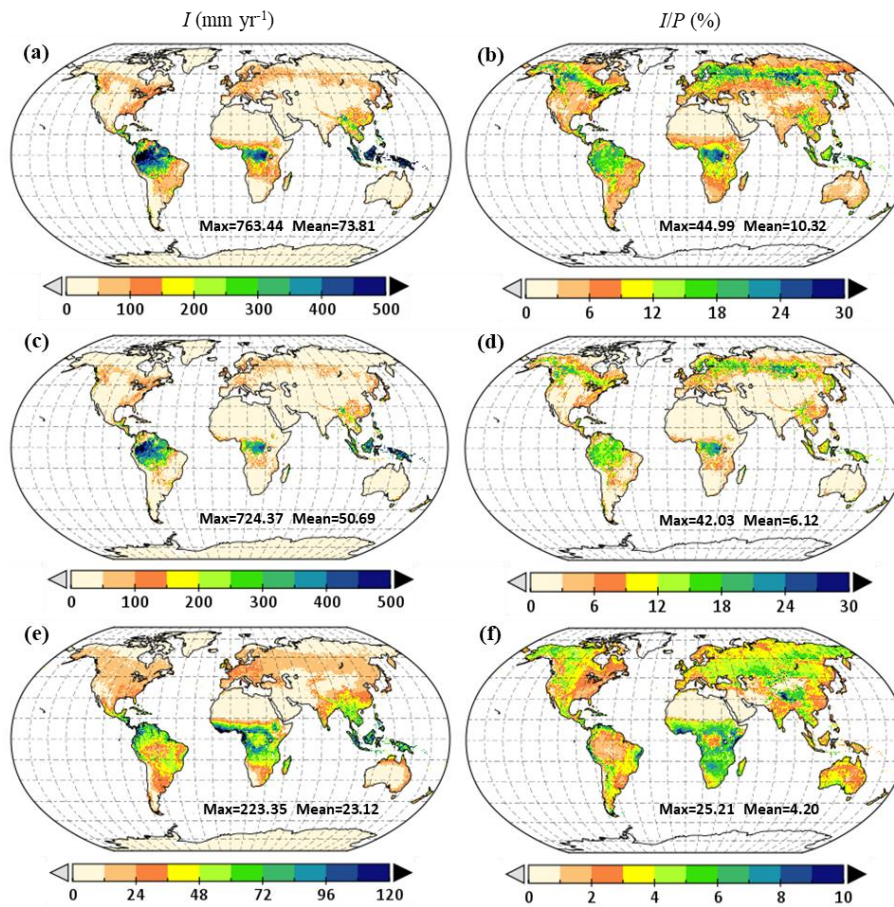 I (mm yr-1) I/P (%)
(a) (b)
Max=763.44 Mean=73.81 Max=44.99 Mean=10.32
0 100 200 300 400 500 0 6 12 18 24 30
(c) (d)
Max=724.37 Mean=50.69 Max=42.03 Mean=6.12
0 100 200 300 400 500 0 6 12 18 24 30
(e) (f)
Max=223.35 Mean=23.12 Max=25.21 Mean=4.20
0 24 48 72 96 120 0 2 4 6 8 10